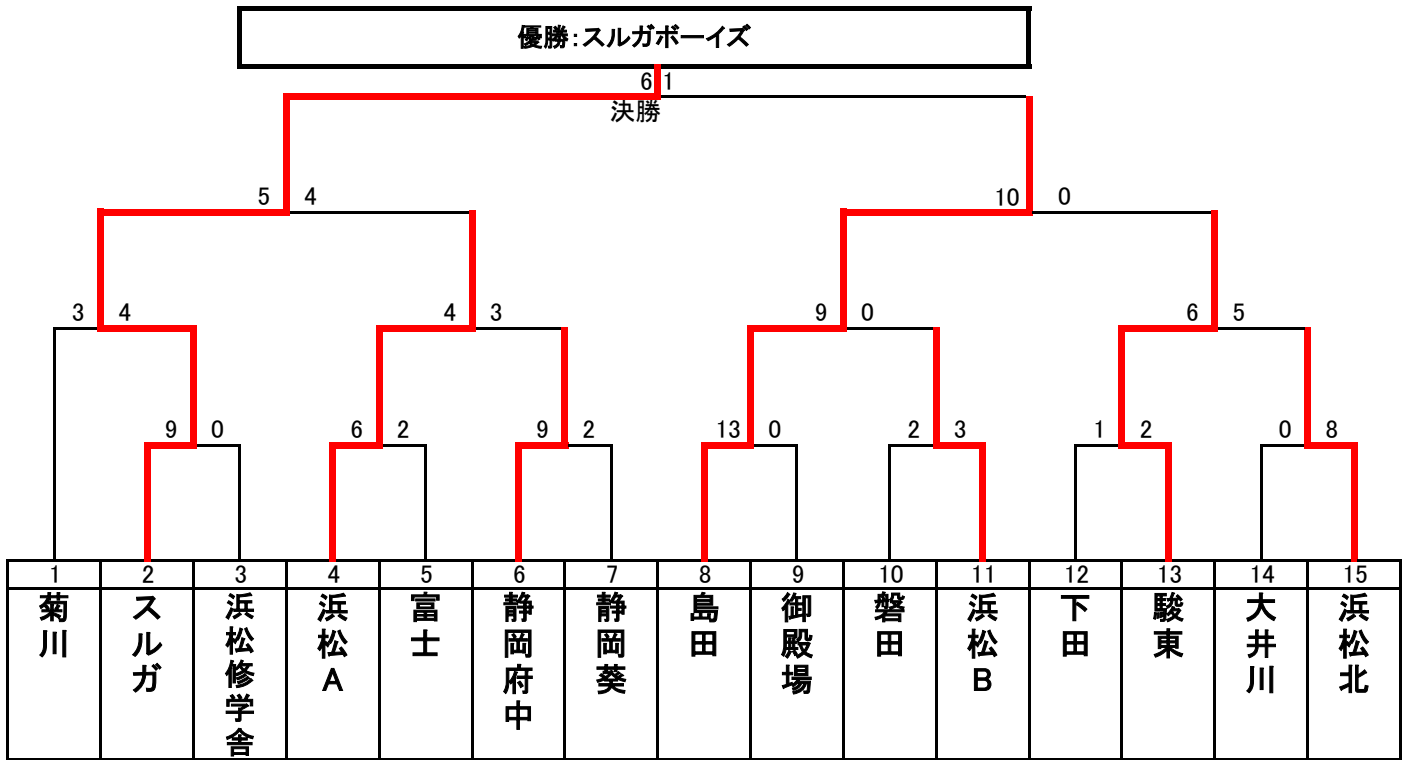 優勝:スルガボーイズ
6 1
決勝
5 4 10 0
3 4 4 3 9 0 6 5
9 0 6 2 9 2 13 0 2 3 1 2 0 8
1 2 3 4 5 6 7 8 9 10 11 12 13 14 15
菊川
スルガ
浜松修学舎
浜松A
富士
静岡府中
静岡葵
島田
御殿場
磐田
浜松B
下田
駿東
大井川
浜松北